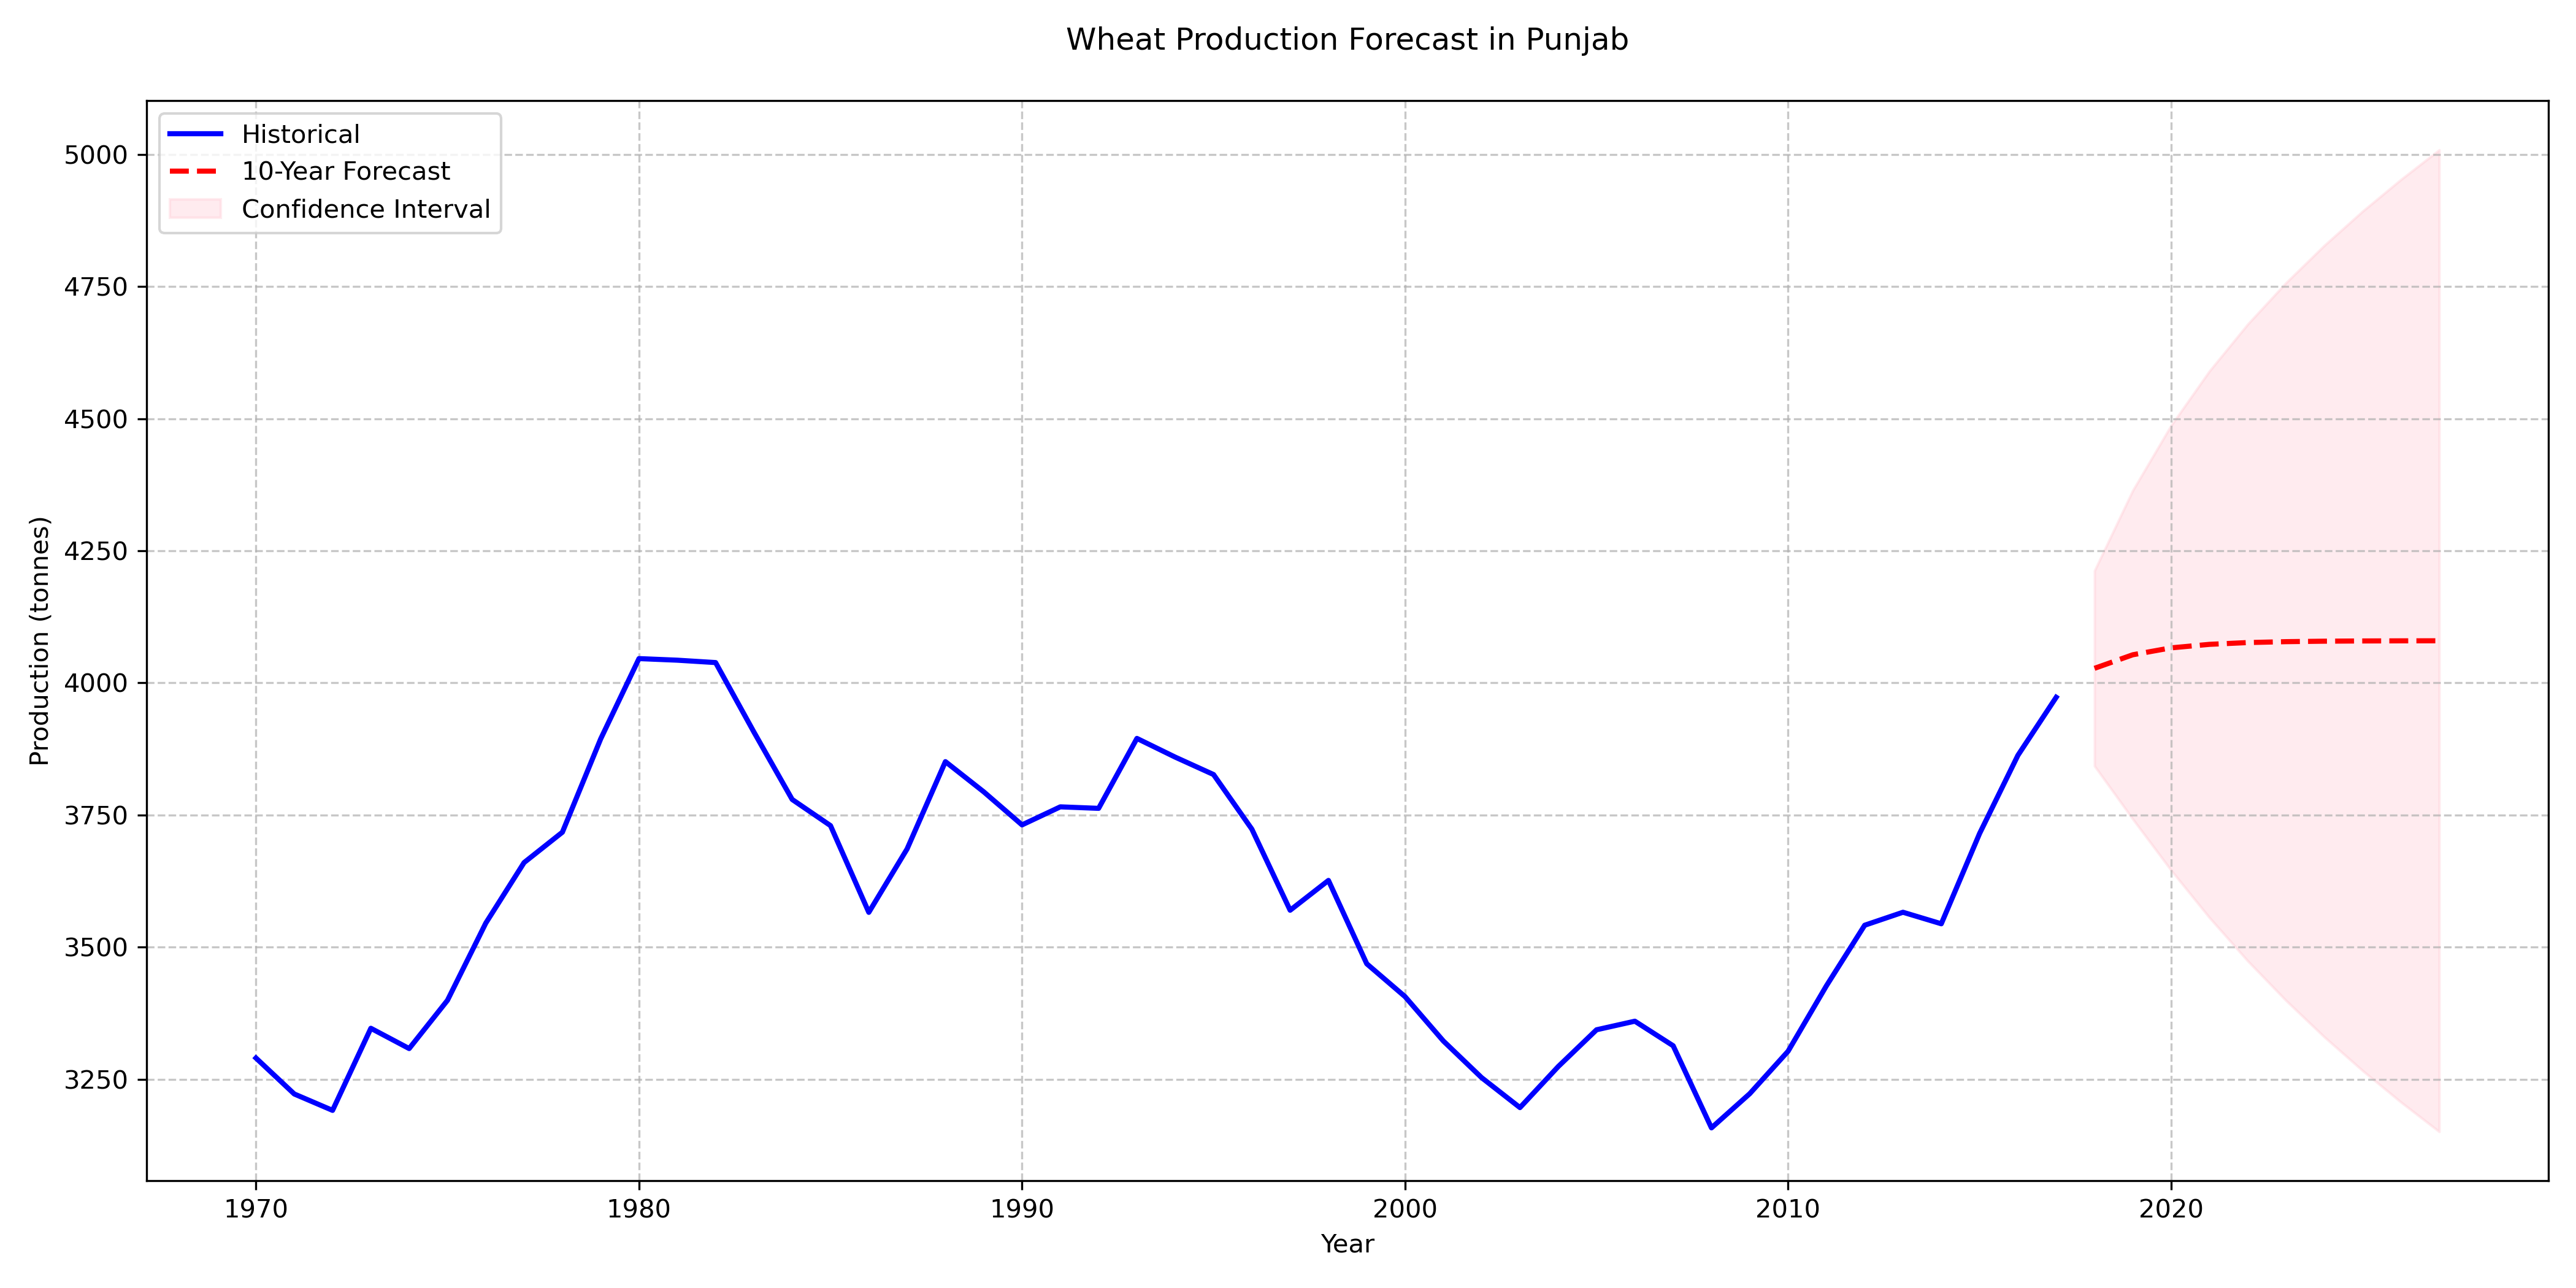 Wheat Production Forecast in Punjab
Historical
10-Year Forecast
Confidence Interval
Production (tonnes)
5000
4750
4500
4250
4000
3750
3500
3250
1970 1980 1990 2000 2010 2020
Year